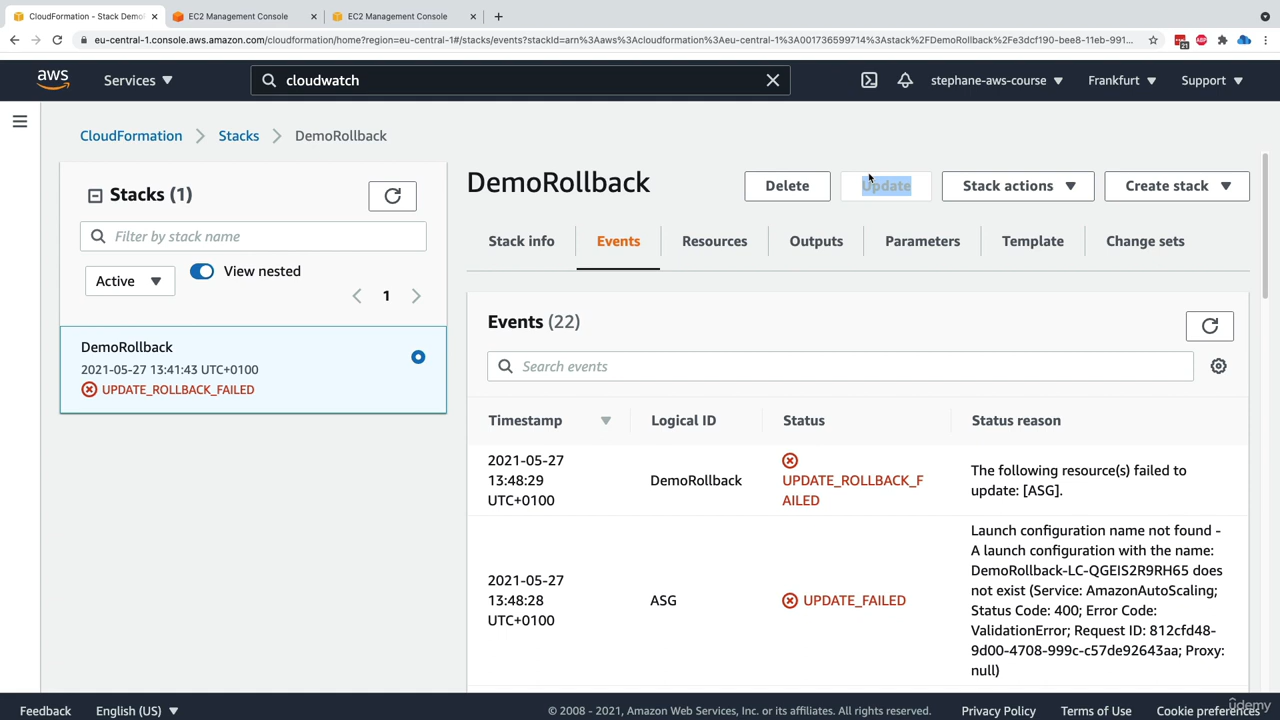 CloudFormation - Stack Demo
EC2 Management Console
EC2 Management Console
eu-central-1.console.aws.amazon.com/cloudformation/home?region=eu-central-1#/stacks/events?stackId=arn%3Aaws%3Acloudformation%3Aeu-central-1%3A001736599714%3Astack%2FDemoRollback%2Fe3dcf190-bee8-11eb-991...
21
aws
Services
cloudwatch
stephane-aws-course
Frankfurt
Support
CloudFormation
Stacks
DemoRollback
Stacks (1)
Filter by stack name
Active
View nested
1
DemoRollback
2021-05-27 13:41:43 UTC+0100
UPDATE_ROLLBACK_FAILED
DemoRollback
Delete
Update
Stack actions
Create stack
Stack info
Events
Resources
Outputs
Parameters
Template
Change sets
Events (22)
Search events
Timestamp
Logical ID
Status
Status reason
2021-05-27
13:48:29
UTC+0100
DemoRollback
UPDATE_ROLLBACK_F
AILED
The following resource(s) failed to
update: [ASG].
2021-05-27
13:48:28
UTC+0100
ASG
UPDATE_FAILED
Launch configuration name not found -
A launch configuration with the name:
DemoRollback-LC-QGEIS2R9RH65 does
not exist (Service: AmazonAutoScaling;
Status Code: 400; Error Code:
ValidationError; Request ID: 812cfd48-
9d00-4708-999c-c57de92643aa; Proxy:
null)
Feedback
English (US)
© 2008 - 2021, Amazon Web Services, Inc. or its affiliates. All rights reserved.
Privacy Policy
Terms of Use
Cookie preferences
ûdemy